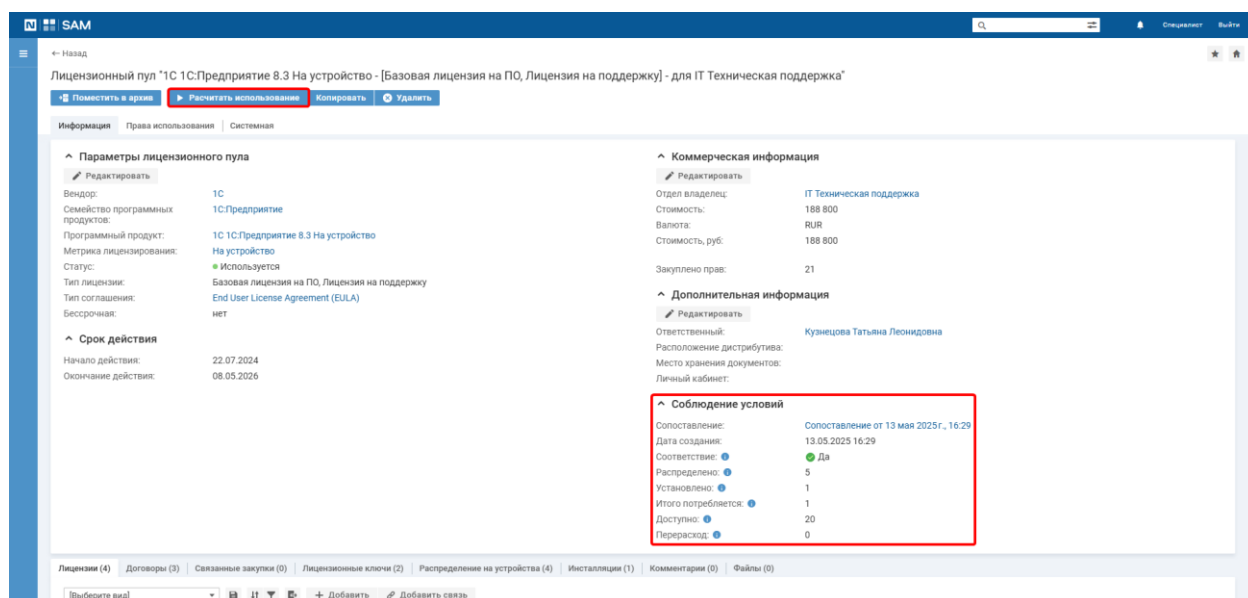 N SAM
Специалист Выйти
← Назад
Лицензионный пул "1С 1С:Предприятие 8.3 На устройство - [Базовая лицензия на ПО, Лицензия на поддержку] - для IT Техническая поддержка"
Поместить в архив Расчитать использование Копировать Удалить
Информация Права использования Системная
Параметры лицензионного пула
Редактировать
Вендор: 1С
Семейство программных продуктов: 1С:Предприятие
Программный продукт: 1С 1С:Предприятие 8.3 На устройство
Метрика лицензирования: На устройство
Статус: Используется
Тип лицензии: Базовая лицензия на ПО, Лицензия на поддержку
Тип соглашения: End User License Agreement (EULA)
Бессрочная: нет
Срок действия
Начало действия: 22.07.2024
Окончание действия: 08.05.2026
Коммерческая информация
Редактировать
Отдел владелец: IT Техническая поддержка
Стоимость: 188 800
Валюта: RUR
Стоимость, руб: 188 800
Закуплено прав: 21
Дополнительная информация
Редактировать
Ответственный: Кузнецова Татьяна Леонидовна
Расположение дистрибутива:
Место хранения документов:
Личный кабинет:
Соблюдение условий
Сопоставление: Сопоставление от 13 мая 2025 г., 16:29
Дата создания: 13.05.2025 16:29
Соответствие: Да
Распределено: 5
Установлено: 1
Итого потребляется: 1
Доступно: 20
Перерасход: 0
Лицензии (4) Договоры (3) Связанные закупки (0) Лицензионные ключи (2) Распределение на устройства (4) Инсталляции (1) Комментарии (0) Файлы (0)
[Выберите вид] + Добавить Добавить связь